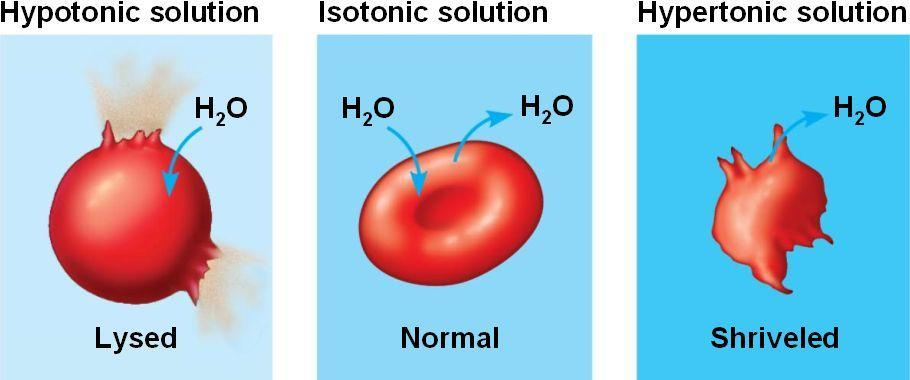 Hypotonic solution
Isotonic solution
Hypertonic solution
H₂O
H₂O
H₂O
H₂O
Lysed
Normal
Shriveled